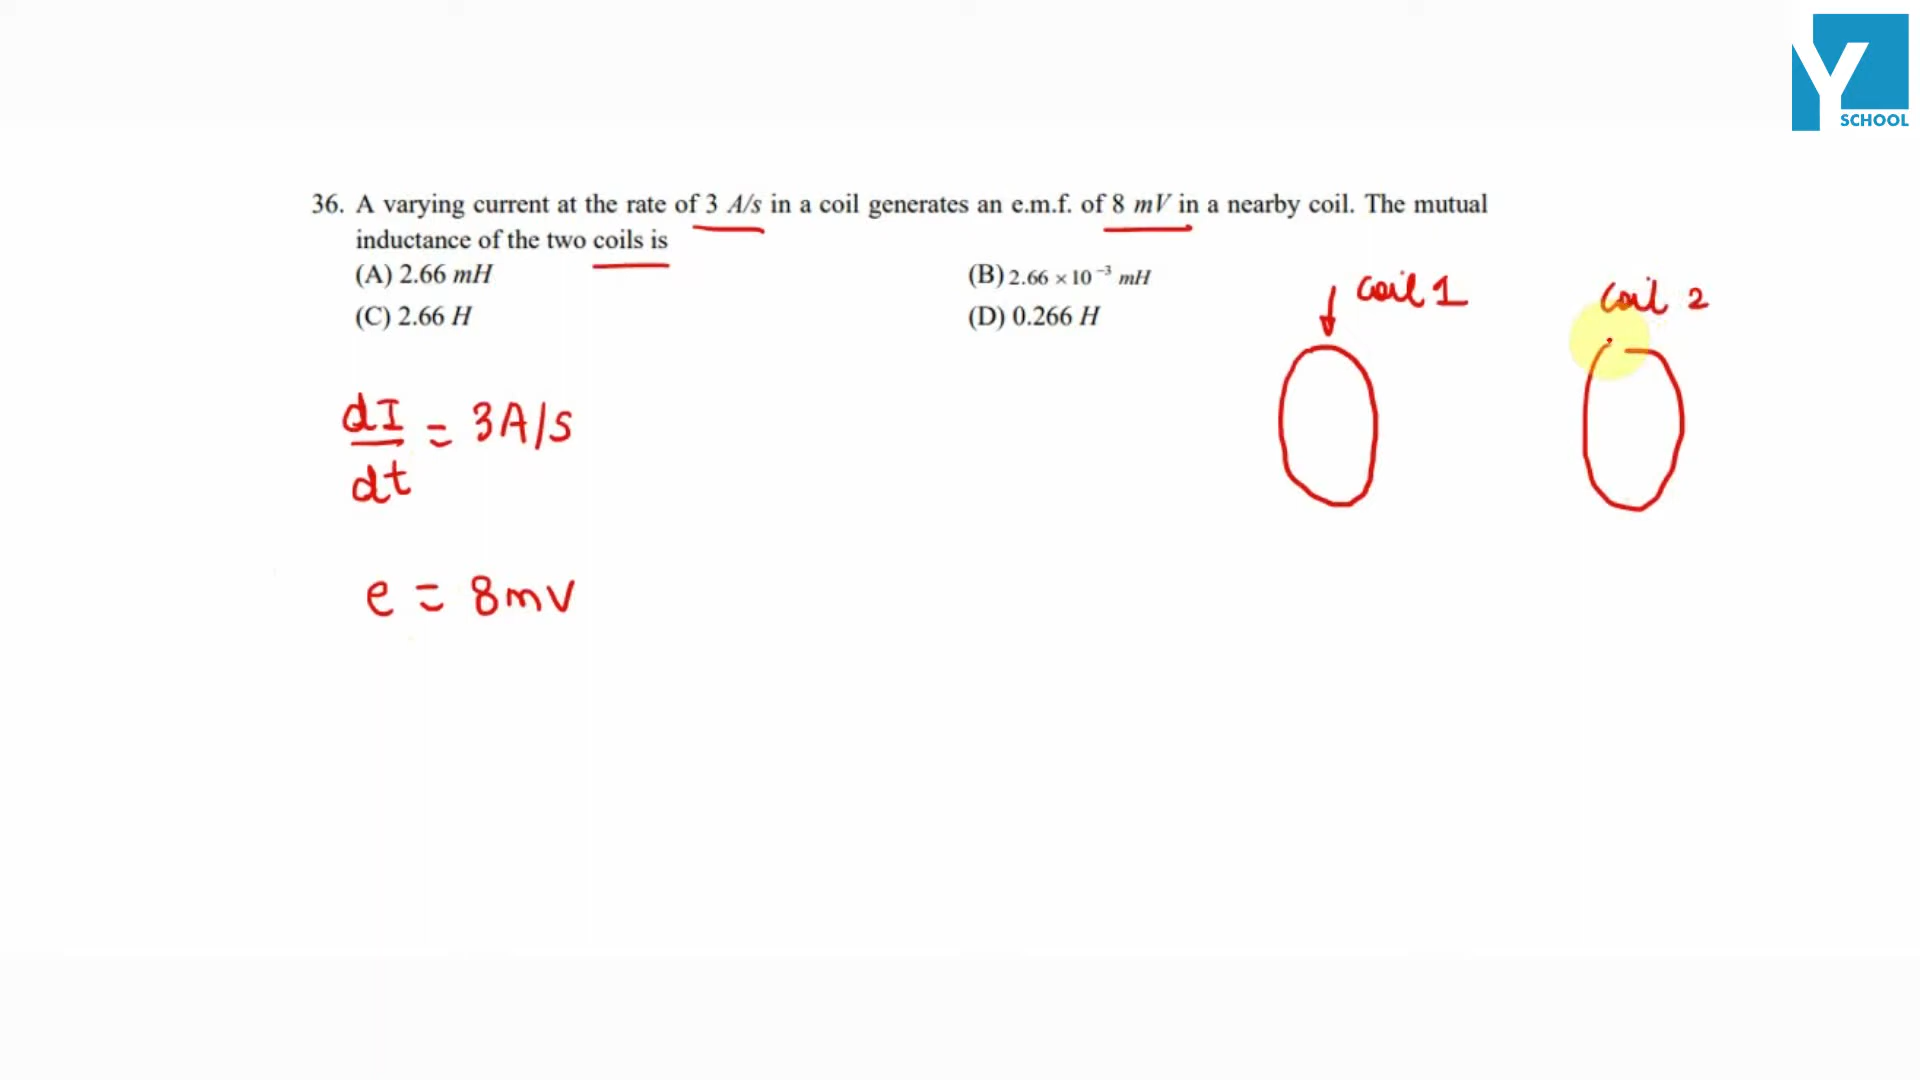 Y
SCHOOL
36. A varying current at the rate of 3 A/s in a coil generates an e.m.f. of 8 mV in a nearby coil. The mutual
inductance of the two coils is
(A) 2.66 mH
(B) 2.66 × 10⁻³ mH
(C) 2.66 H
(D) 0.266 H
coil 1
coil 2
dI/dt = 3A/s
e = 8mV